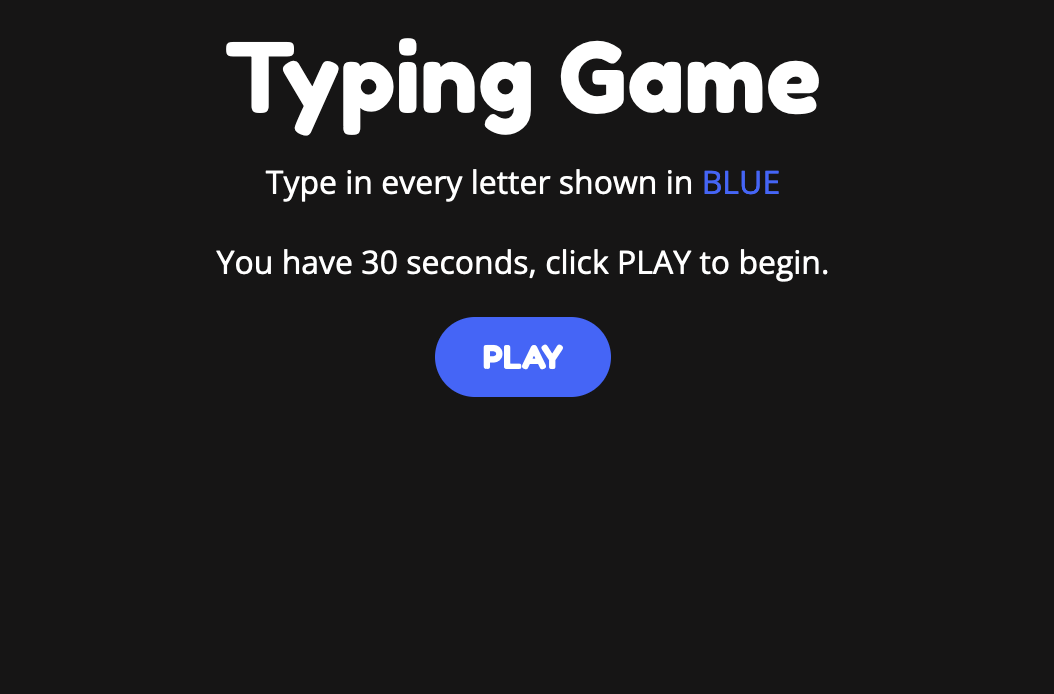 Typing Game
Type in every letter shown in BLUE
You have 30 seconds, click PLAY to begin.
PLAY